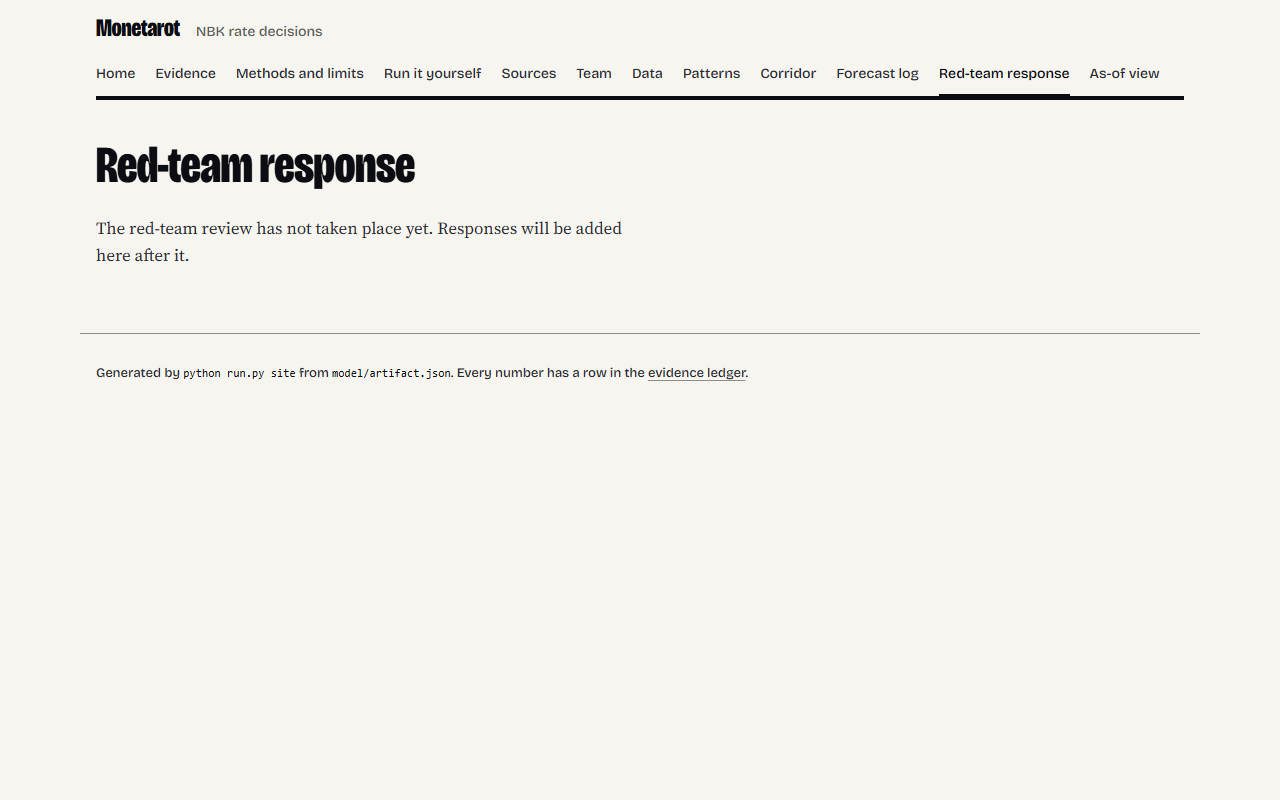 Monetarot NBK rate decisions
Home Evidence Methods and limits Run it yourself Sources Team Data Patterns Corridor Forecast log Red-team response As-of view
Red-team response
The red-team review has not taken place yet. Responses will be added
here after it.
Generated by python run.py site from model/artifact.json. Every number has a row in the evidence ledger.